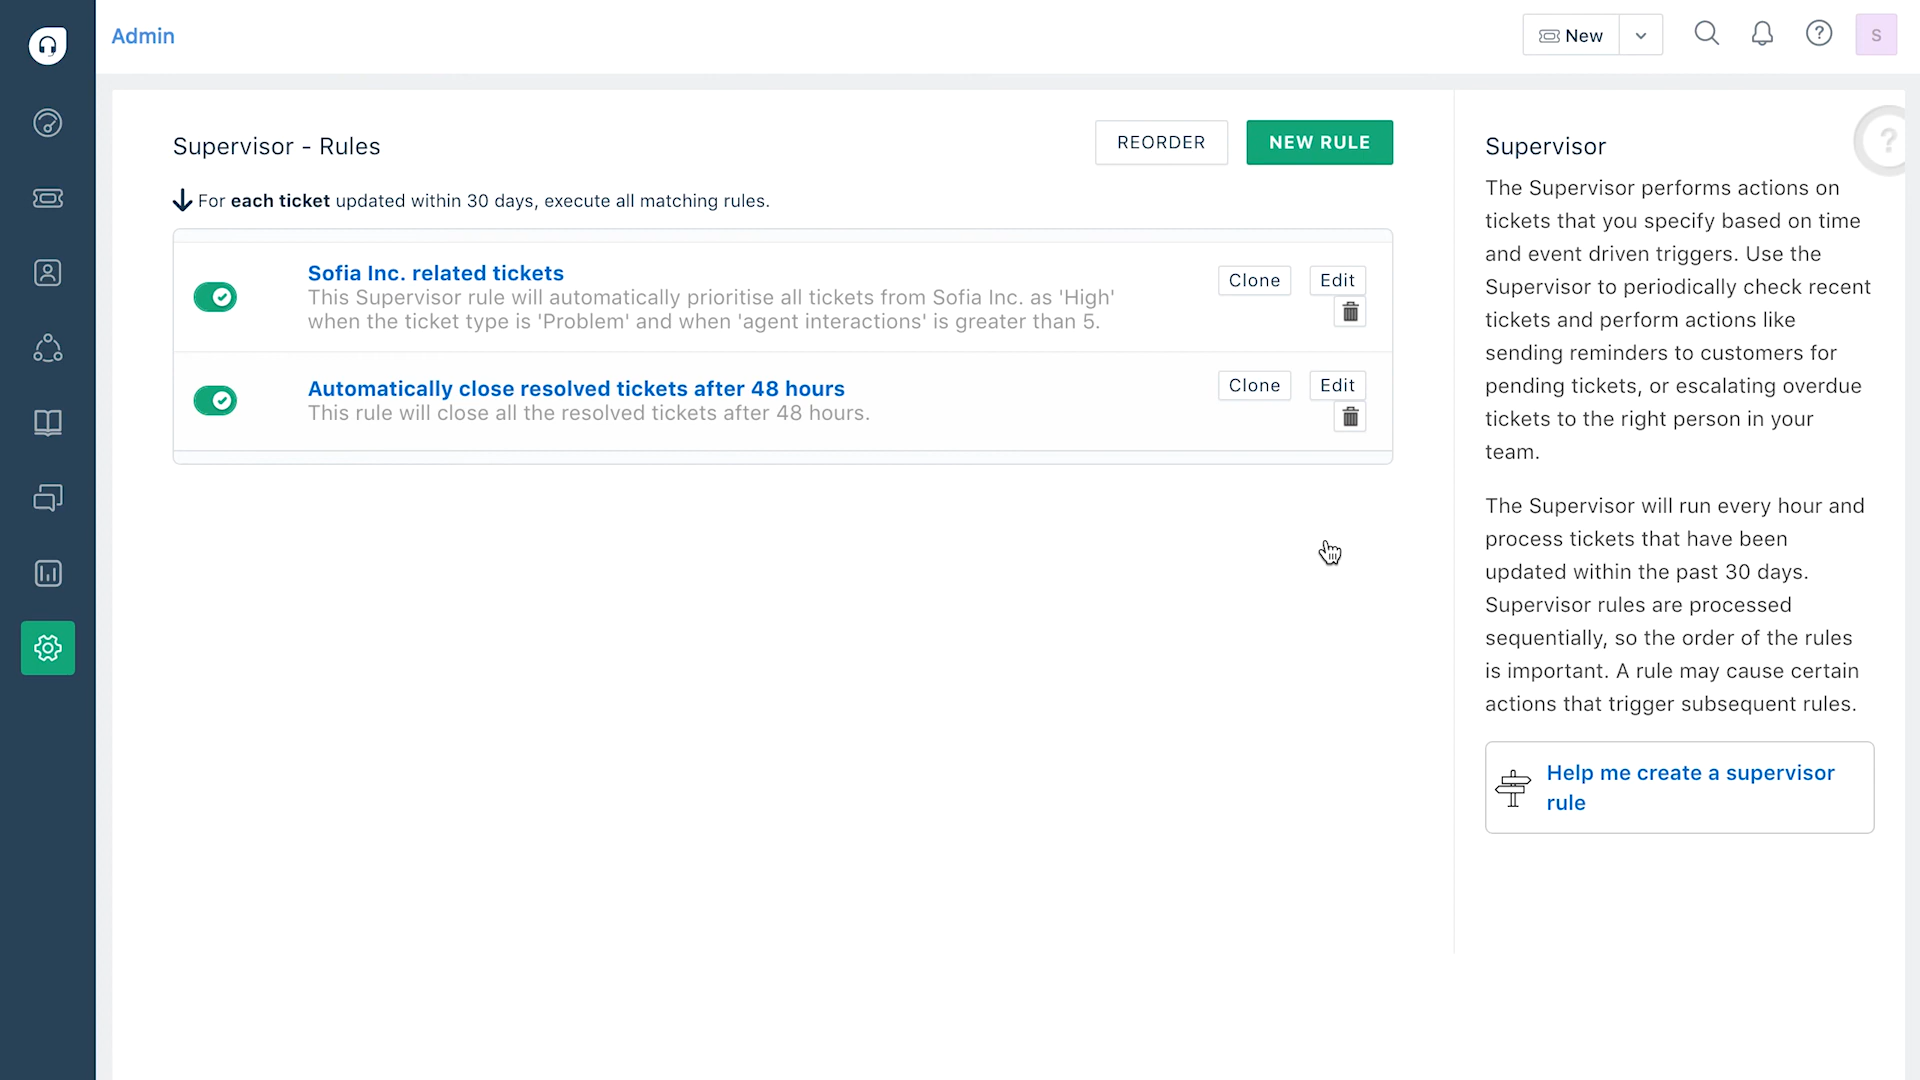 Admin
New
S
Supervisor - Rules
REORDER
NEW RULE
For each ticket updated within 30 days, execute all matching rules.
Sofia Inc. related tickets
This Supervisor rule will automatically prioritise all tickets from Sofia Inc. as 'High'
when the ticket type is 'Problem' and when 'agent interactions' is greater than 5.
Clone
Edit
Automatically close resolved tickets after 48 hours
This rule will close all the resolved tickets after 48 hours.
Clone
Edit
Supervisor
?
The Supervisor performs actions on
tickets that you specify based on time
and event driven triggers. Use the
Supervisor to periodically check recent
tickets and perform actions like
sending reminders to customers for
pending tickets, or escalating overdue
tickets to the right person in your
team.
The Supervisor will run every hour and
process tickets that have been
updated within the past 30 days.
Supervisor rules are processed
sequentially, so the order of the rules
is important. A rule may cause certain
actions that trigger subsequent rules.
Help me create a supervisor
rule